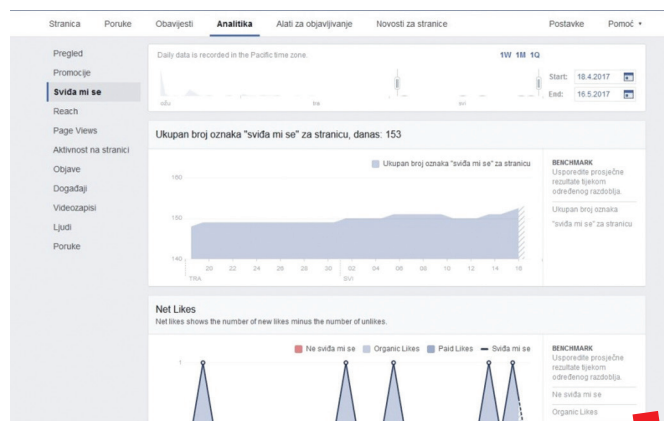 Stranica Poruke Obavijesti Analitika Alati za objavljivanje Novosti za stranice Postavke Pomoć
Pregled
Promocije
Sviđa mi se
Reach
Page Views
Aktivnost na stranici
Objave
Događaji
Videozapisi
Ljudi
Poruke
Daily data is recorded in the Pacific time zone.
1W 1M 1Q
Start: 18.4.2017
End: 16.5.2017
ožu tra svi
Ukupan broj oznaka "sviđa mi se" za stranicu, danas: 153
Ukupan broj oznaka "sviđa mi se" za stranicu
160
150
140
20 22 24 26 28 30 02 04 06 08 10 12 14 16
TRA SVI
BENCHMARK
Usporedite prosječne
rezultate tijekom
određenog razdoblja.
Ukupan broj oznaka
"sviđa mi se" za stranicu
Net Likes
Net likes shows the number of new likes minus the number of unlikes.
Ne sviđa mi se Organic Likes Paid Likes Sviđa mi se
1
BENCHMARK
Usporedite prosječne
rezultate tijekom
određenog razdoblja.
Ne sviđa mi se
Organic Likes